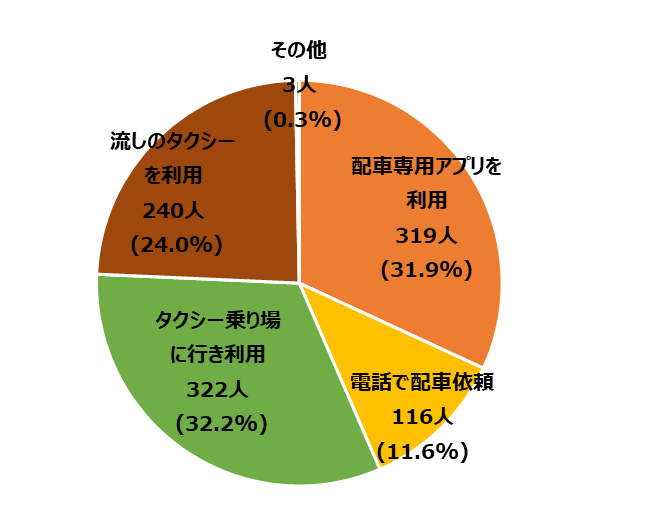 その他
3人
(0.3%)
配車専用アプリを
利用
319人
(31.9%)
電話で配車依頼
116人
(11.6%)
タクシー乗り場
に行き利用
322人
(32.2%)
流しのタクシー
を利用
240人
(24.0%)